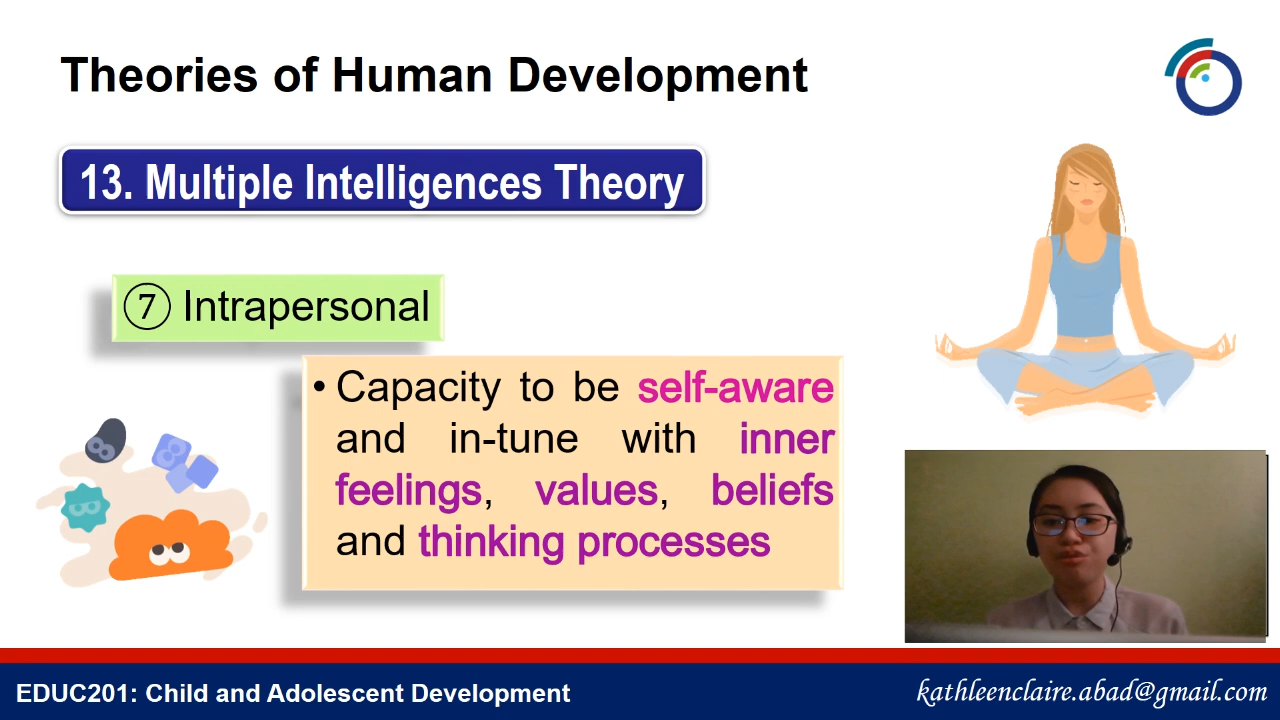 Theories of Human Development
13. Multiple Intelligences Theory
⑦ Intrapersonal
• Capacity to be self-aware
and in-tune with inner
feelings, values, beliefs
and thinking processes
EDUC201: Child and Adolescent Development
kathleenclaire.abad@gmail.com